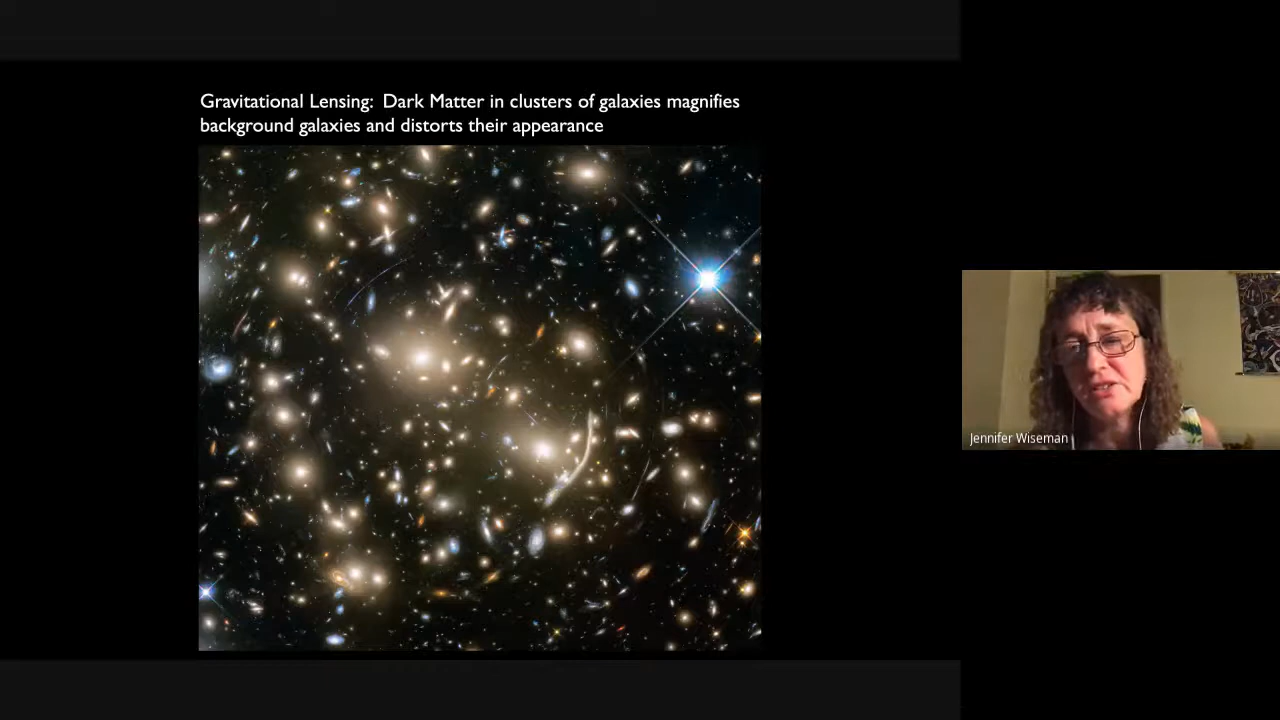 Gravitational Lensing:  Dark Matter in clusters of galaxies magnifies
background galaxies and distorts their appearance
Jennifer Wiseman